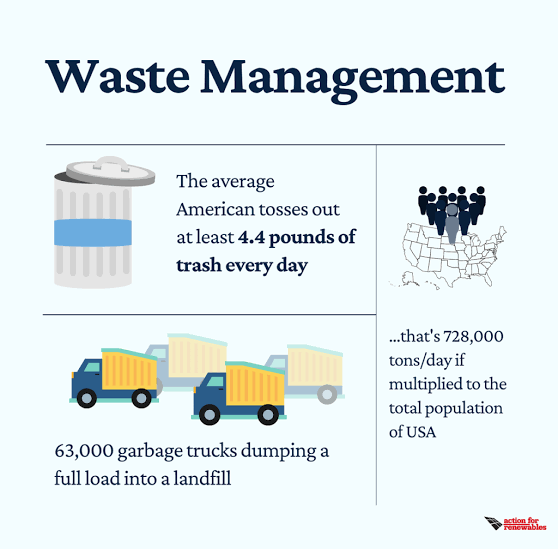 Waste Management
The average
American tosses out
at least 4.4 pounds of
trash every day
...that's 728,000
tons/day if
multiplied to the
total population
of USA
63,000 garbage trucks dumping a
full load into a landfill
action for
renewables